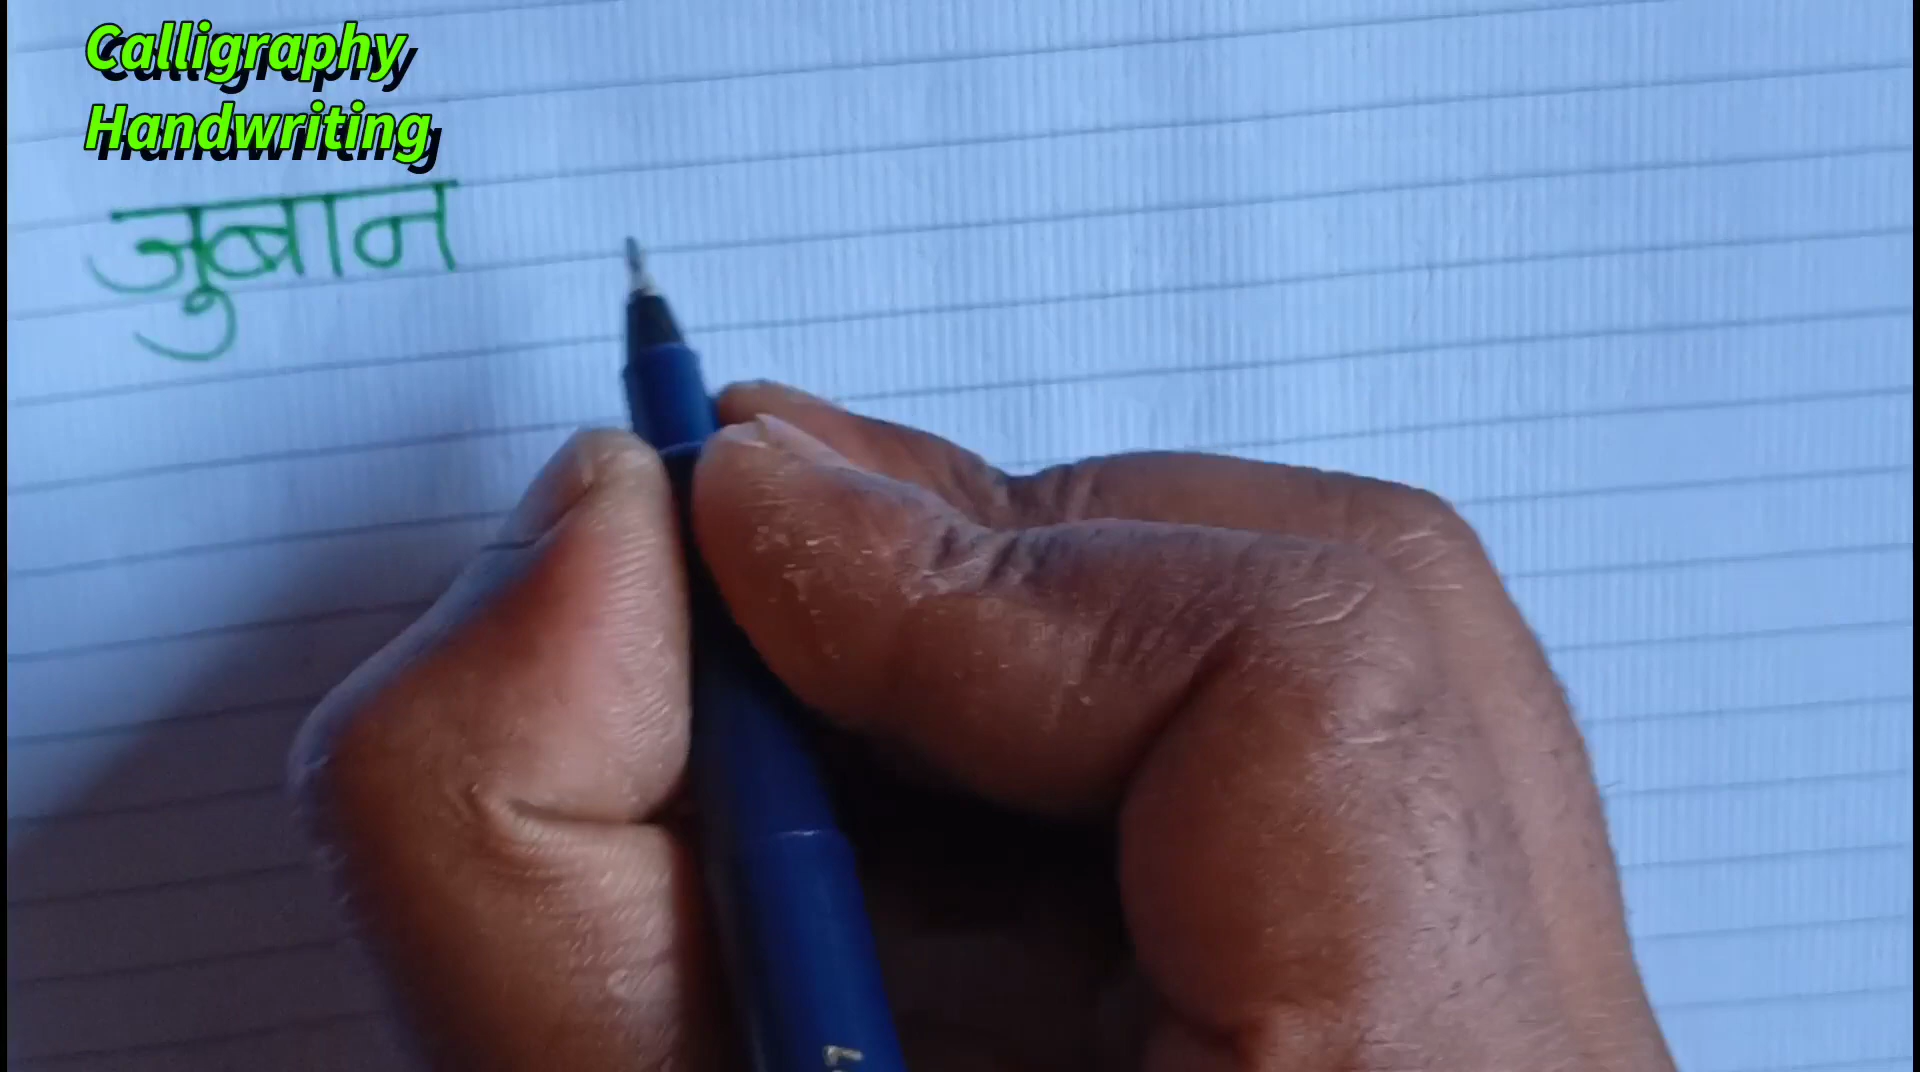 Calligraphy
Handwriting
जुबान